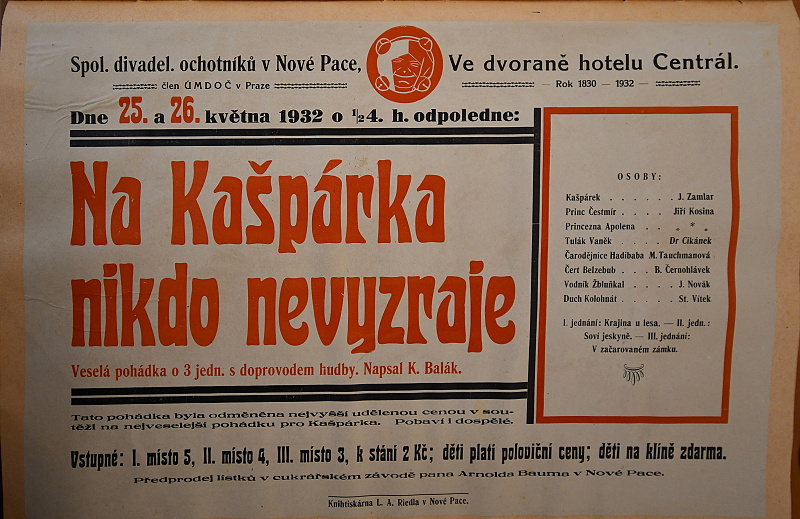 Spol. divadel. ochotníků v Nové Pace,
člen ÚMDOČ v Praze
Ve dvoraně hotelu Centrál.
Rok 1830 — 1932 —
Dne 25. a 26. května 1932 o ½4. h. odpoledne:
Na Kašpárka
nikdo nevyzraje
Veselá pohádka o 3 jedn. s doprovodem hudby. Napsal K. Balák.
OSOBY:
Kašpárek . . . . . . J. Zamlar
Princ Čestmír . . . . Jiří Kosina
Princezna Apolena . . „ * „
Tulák Vaněk . . . . Dr Cikánek
Čarodějnice Hadibaba M. Tauchmanová
Čert Belzebub . . . B. Černohlávek
Vodník Žbluňkal . . . . J. Novák
Duch Kolohnát . . . . St. Vítek
I. jednání: Krajina u lesa. — II. jedn.:
Soví jeskyně. — III. jednání:
V začarovaném zámku.
Tato pohádka byla odměněna nejvyšší udělenou cenou v sou-
těži na nejveselejší pohádku pro Kašpárka. Pobaví i dospělé.
Vstupné: I. místo 5, II. místo 4, III. místo 3, k stání 2 Kč; děti platí poloviční ceny; děti na klíně zdarma.
Předprodej lístků v cukrářském závodě pana Arnolda Bauma v Nové Pace.
Knihtiskárna L. A. Riedla v Nové Pace.